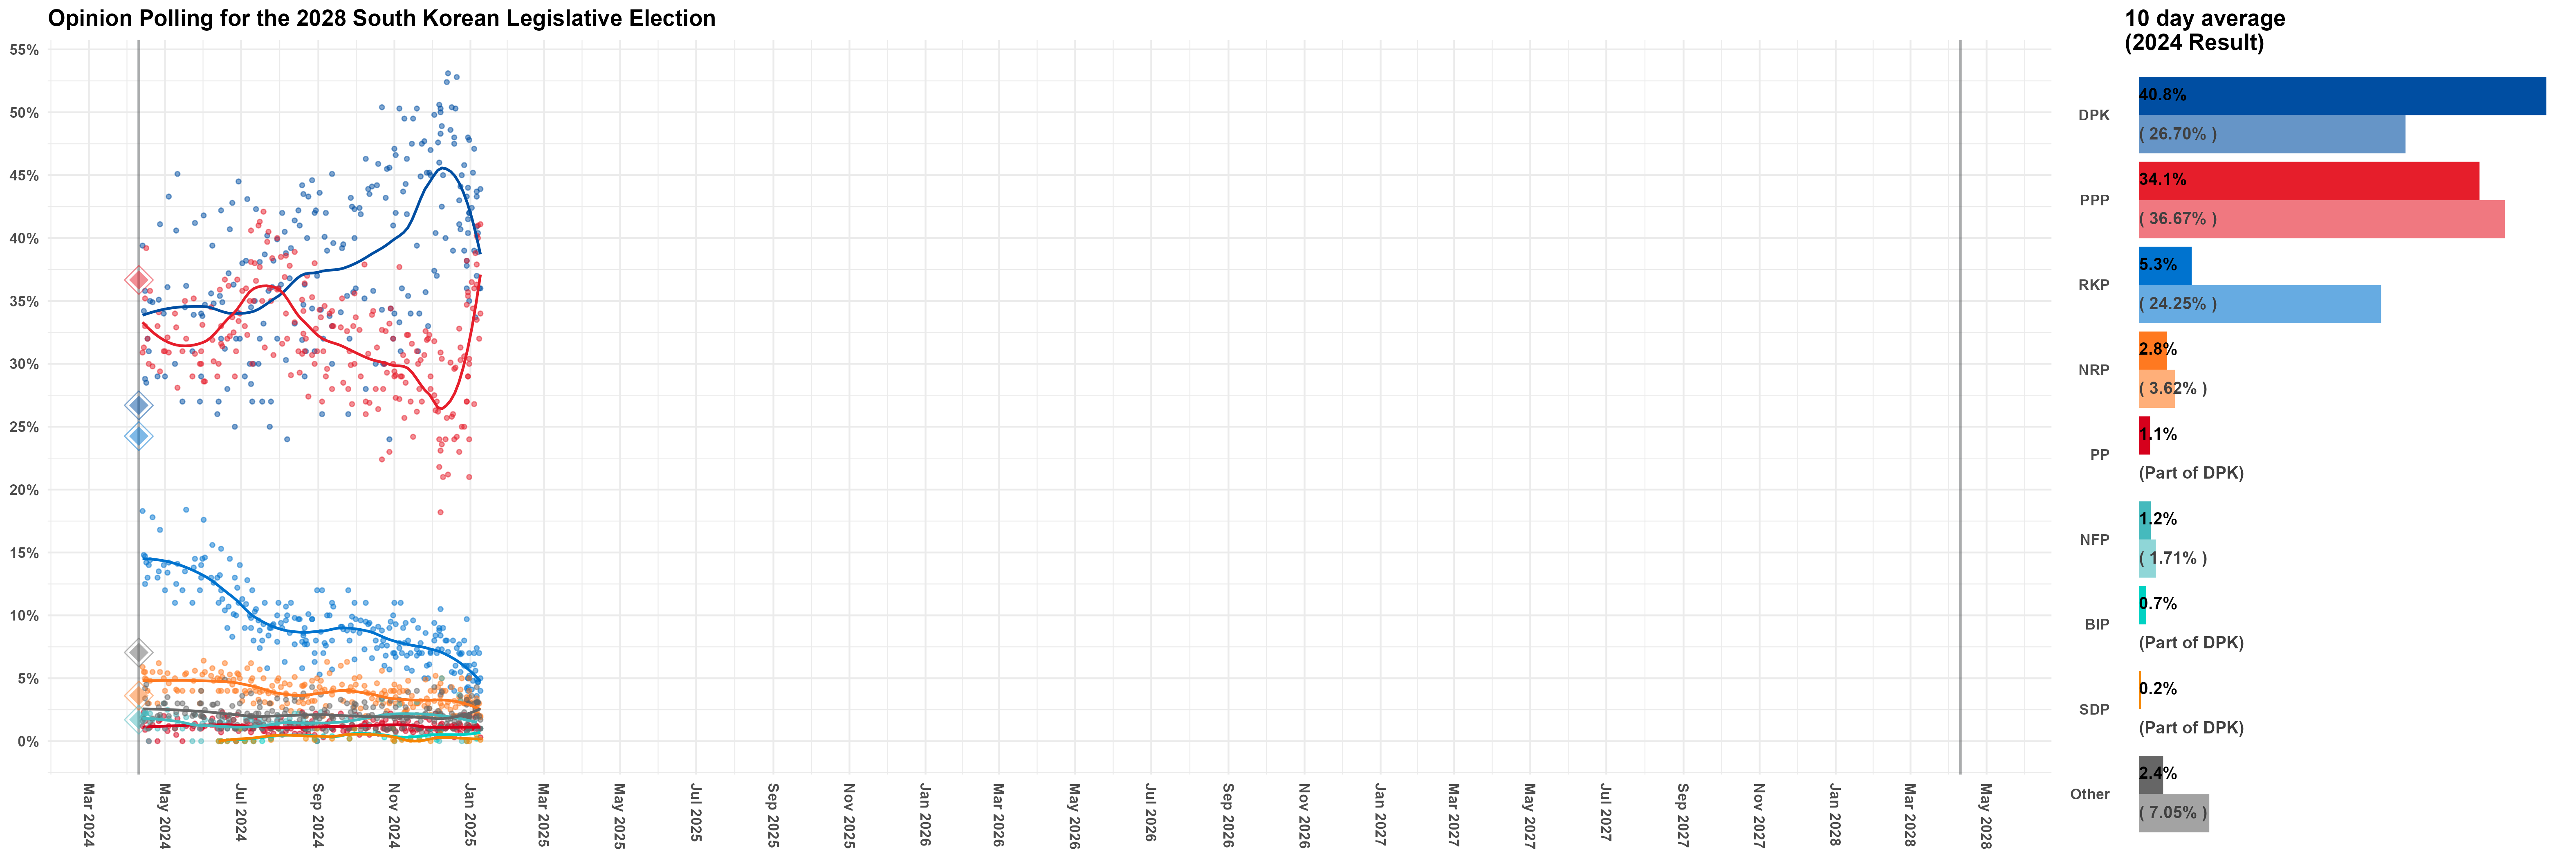 Opinion Polling for the 2028 South Korean Legislative Election
55%
50%
45%
40%
35%
30%
25%
20%
15%
10%
5%
0%
Mar 2024
May 2024
Jul 2024
Sep 2024
Nov 2024
Jan 2025
Mar 2025
May 2025
Jul 2025
Sep 2025
Nov 2025
Jan 2026
Mar 2026
May 2026
Jul 2026
Sep 2026
Nov 2026
Jan 2027
Mar 2027
May 2027
Jul 2027
Sep 2027
Nov 2027
Jan 2028
Mar 2028
May 2028
10 day average
(2024 Result)
DPK
40.8%
( 26.70% )
PPP
34.1%
( 36.67% )
RKP
5.3%
( 24.25% )
NRP
2.8%
( 3.62% )
PP
1.1%
(Part of DPK)
NFP
1.2%
( 1.71% )
BIP
0.7%
(Part of DPK)
SDP
0.2%
(Part of DPK)
Other
2.4%
( 7.05% )